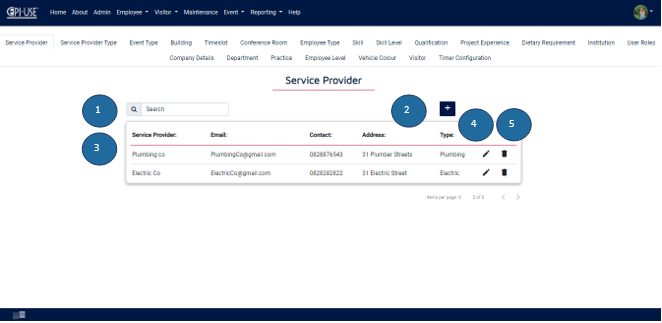 EPI-USE Home About Admin Employee Visitor Maintenance Event Reporting Help
Service Provider Service Provider Type Event Type Building Timeslot Conference Room Employee Type Skill Skill Level Qualification Project Experience Dietary Requirement Institution User Roles
Company Details Department Practice Employee Level Vehicle Colour Visitor Timer Configuration
Service Provider
1 Search 2 +
4 5
3 Service Provider: Email: Contact: Address: Type:
Plumbing co PlumbingCo@gmail.com 0828876543 31 Plumber Streets Plumbing
Electric Co ElectricCo@gmail.com 0828282822 31 Electric Street Electric
Items per page: